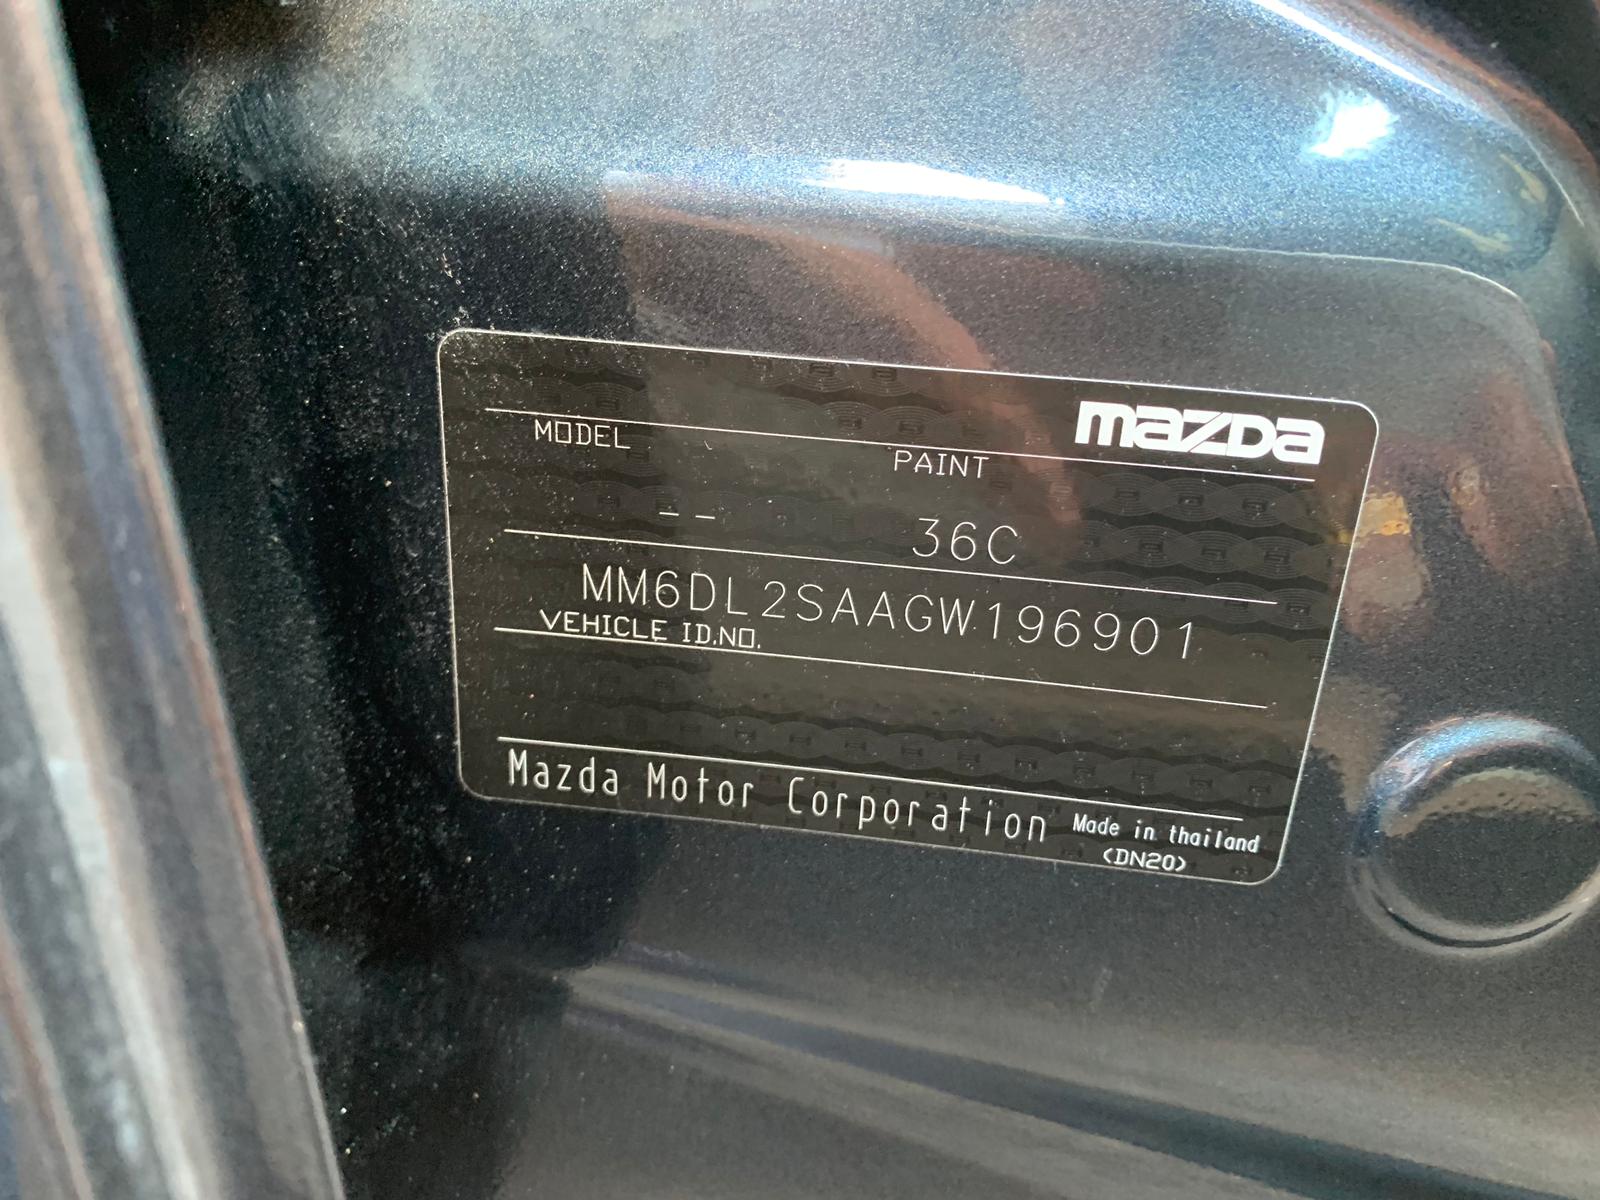 mazda
MODEL PAINT
-- 36C
MM6DL2SAAGW196901
VEHICLE ID.NO.
Mazda Motor Corporation Made in thailand
(DN20)